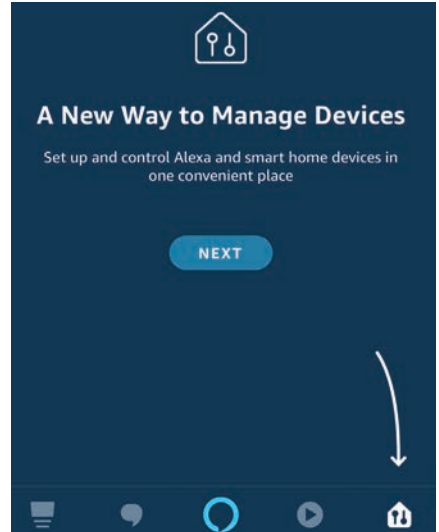 A New Way to Manage Devices
Set up and control Alexa and smart home devices in
one convenient place
NEXT